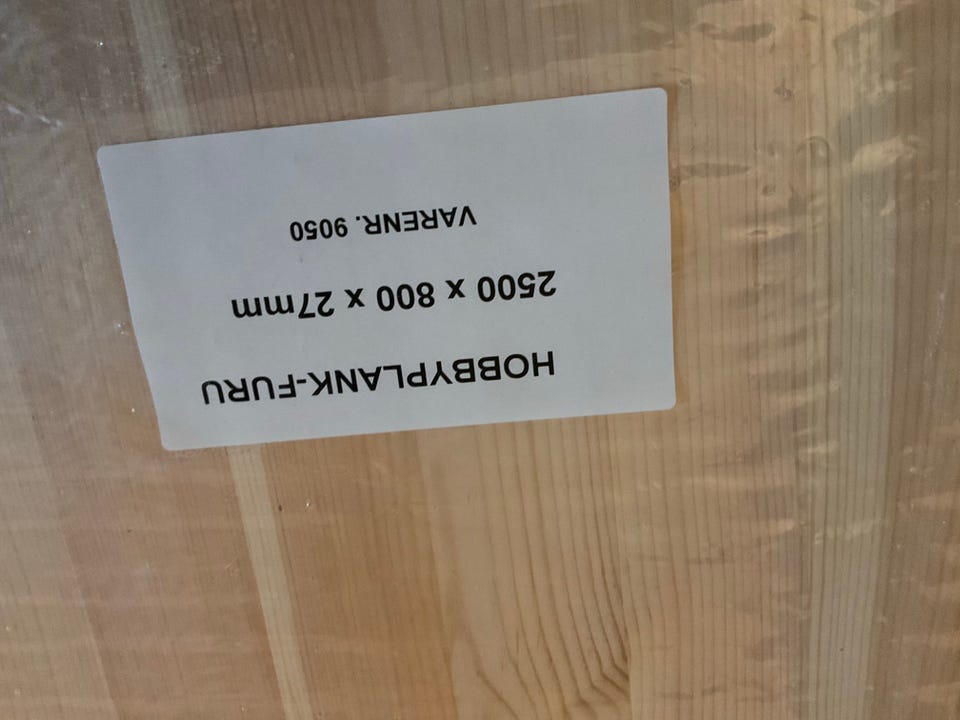 HOBBYPLANK-FURU
2500 x 800 x 27mm
VARENR. 9050